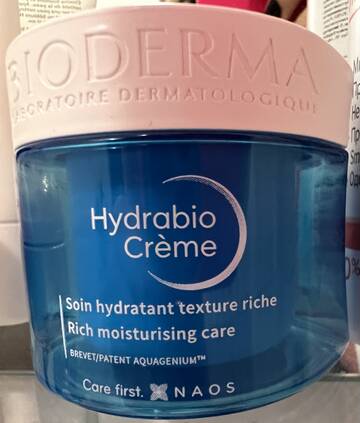 BIODERMA
LABORATOIRE DERMATOLOGIQUE
Hydrabio
Crème
Soin hydratant texture riche
Rich moisturising care
BREVET/PATENT AQUAGENIUM™
Care first. NAOS